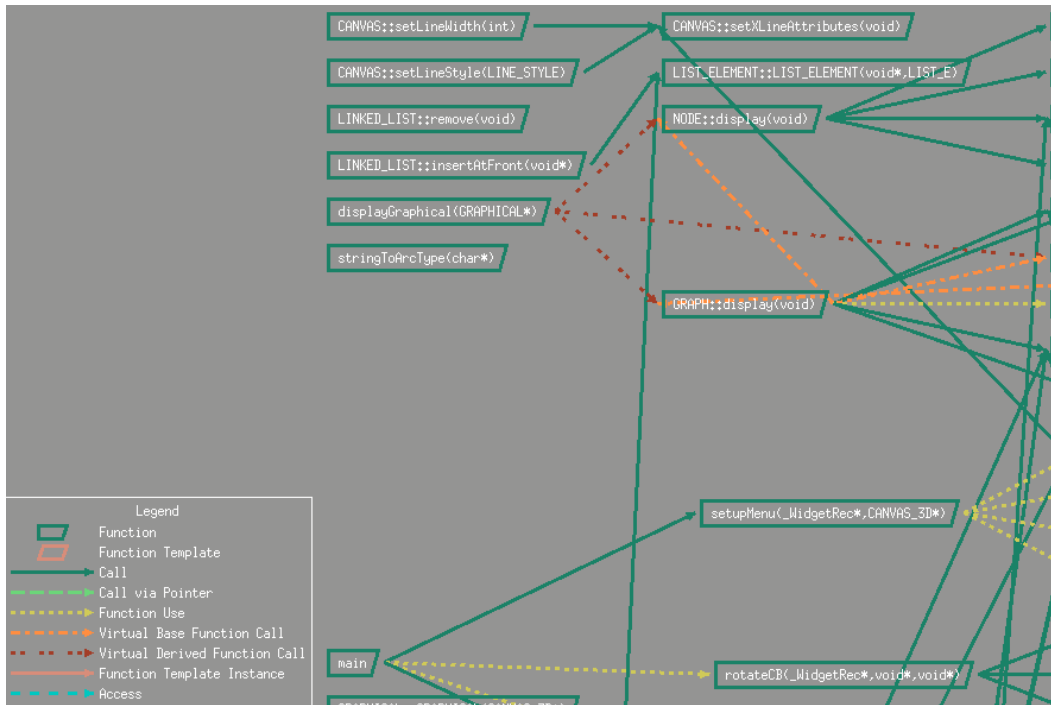 CANVAS::setLineWidth(int)
CANVAS::setXLineAttributes(void)
CANVAS::setLineStyle(LINE_STYLE)
LIST_ELEMENT::LIST_ELEMENT(void*,LIST_E)
LINKED_LIST::remove(void)
NODE::display(void)
LINKED_LIST::insertAtFront(void*)
displayGraphical(GRAPHICAL*)
stringToArcType(char*)
GRAPH::display(void)
setupMenu(_WidgetRec*,CANVAS_3D*)
Legend
Function
Function Template
Call
Call via Pointer
Function Use
Virtual Base Function Call
Virtual Derived Function Call
Function Template Instance
Access
main
rotateCB(_WidgetRec*,void*,void*)